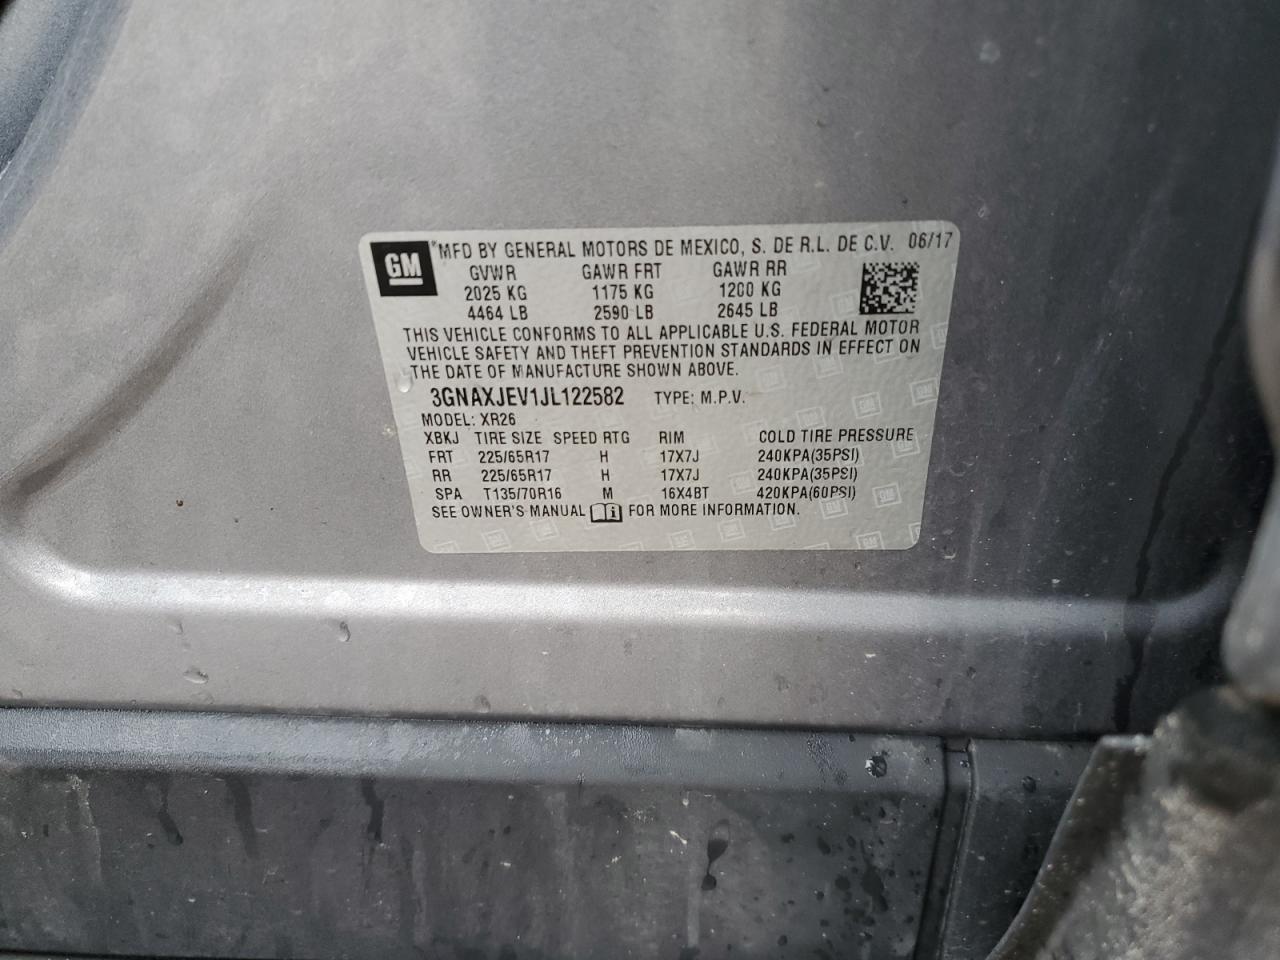 GM *MFD BY GENERAL MOTORS DE MEXICO, S. DE R.L. DE C.V. 06/17
GVWR GAWR FRT GAWR RR
2025 KG 1175 KG 1200 KG
4464 LB 2590 LB 2645 LB
THIS VEHICLE CONFORMS TO ALL APPLICABLE U.S. FEDERAL MOTOR
VEHICLE SAFETY AND THEFT PREVENTION STANDARDS IN EFFECT ON
THE DATE OF MANUFACTURE SHOWN ABOVE.
3GNAXJEV1JL122582 TYPE: M.P.V.
MODEL: XR26
XBKJ TIRE SIZE SPEED RTG RIM COLD TIRE PRESSURE
FRT 225/65R17 H 17X7J 240KPA(35PSI)
RR 225/65R17 H 17X7J 240KPA(35PSI)
SPA T135/70R16 M 16X4BT 420KPA(60PSI)
SEE OWNER'S MANUAL FOR MORE INFORMATION.